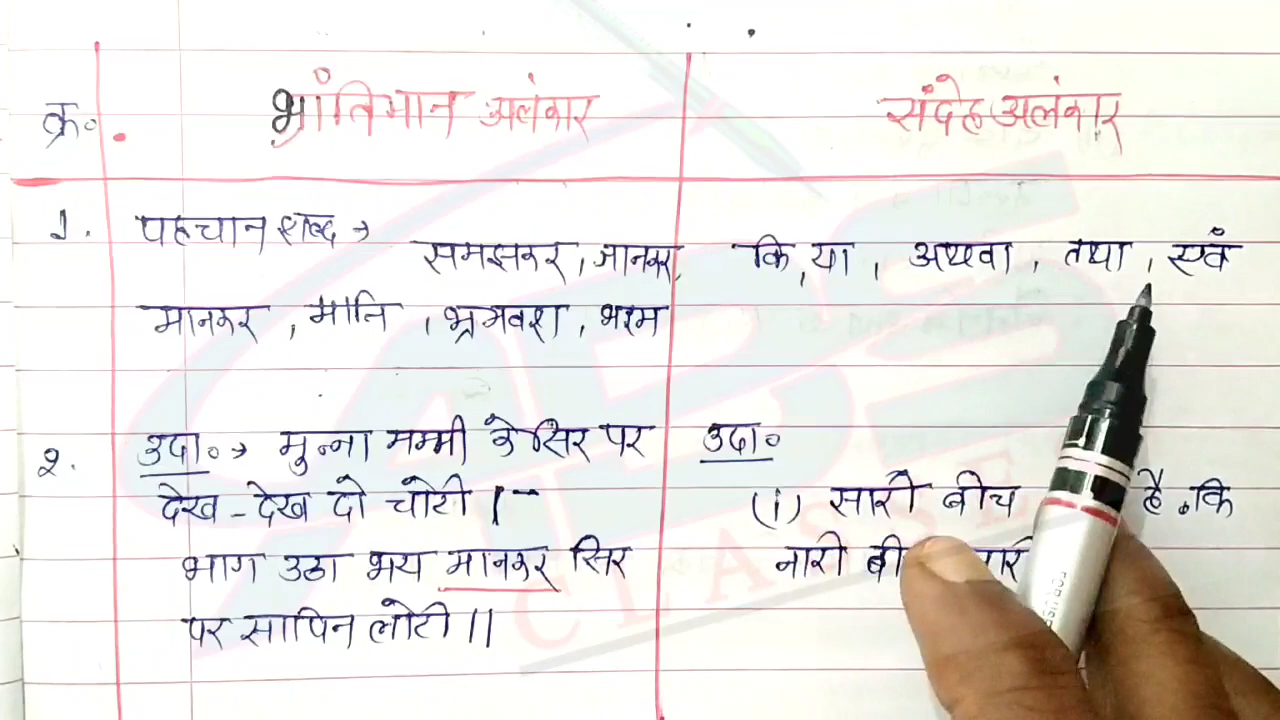 क्र० भ्रांतिमान अलंकार संदेह अलंकार
1. पहचान शब्द →
समझकर, जानकर,
मानकर, मानि, भ्रमवश, भरम
कि, या, अथवा, तथा, एवं
2. उदा० → मुन्ना मम्मी के सिर पर
देख - देख दो चोटी।
भाग उठा भय मानकर सिर
पर सापिन लोटी॥
उदा०
(i) सारी बीच है. कि
नारी
CLASSE